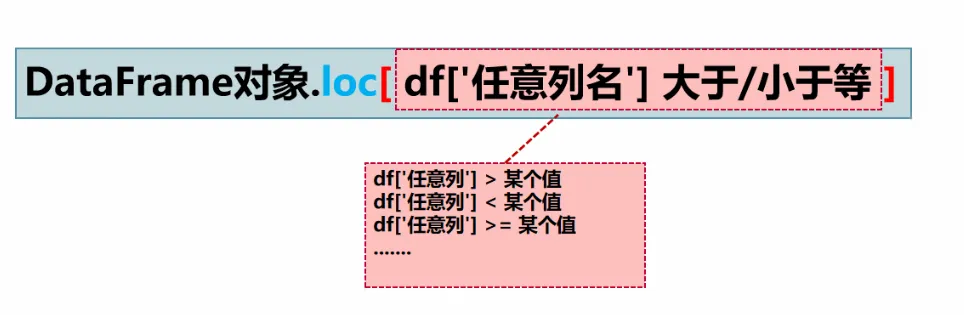 DataFrame对象.loc[ df['任意列名'] 大于/小于等 ]
df['任意列'] > 某个值
df['任意列'] < 某个值
df['任意列'] >= 某个值
.......